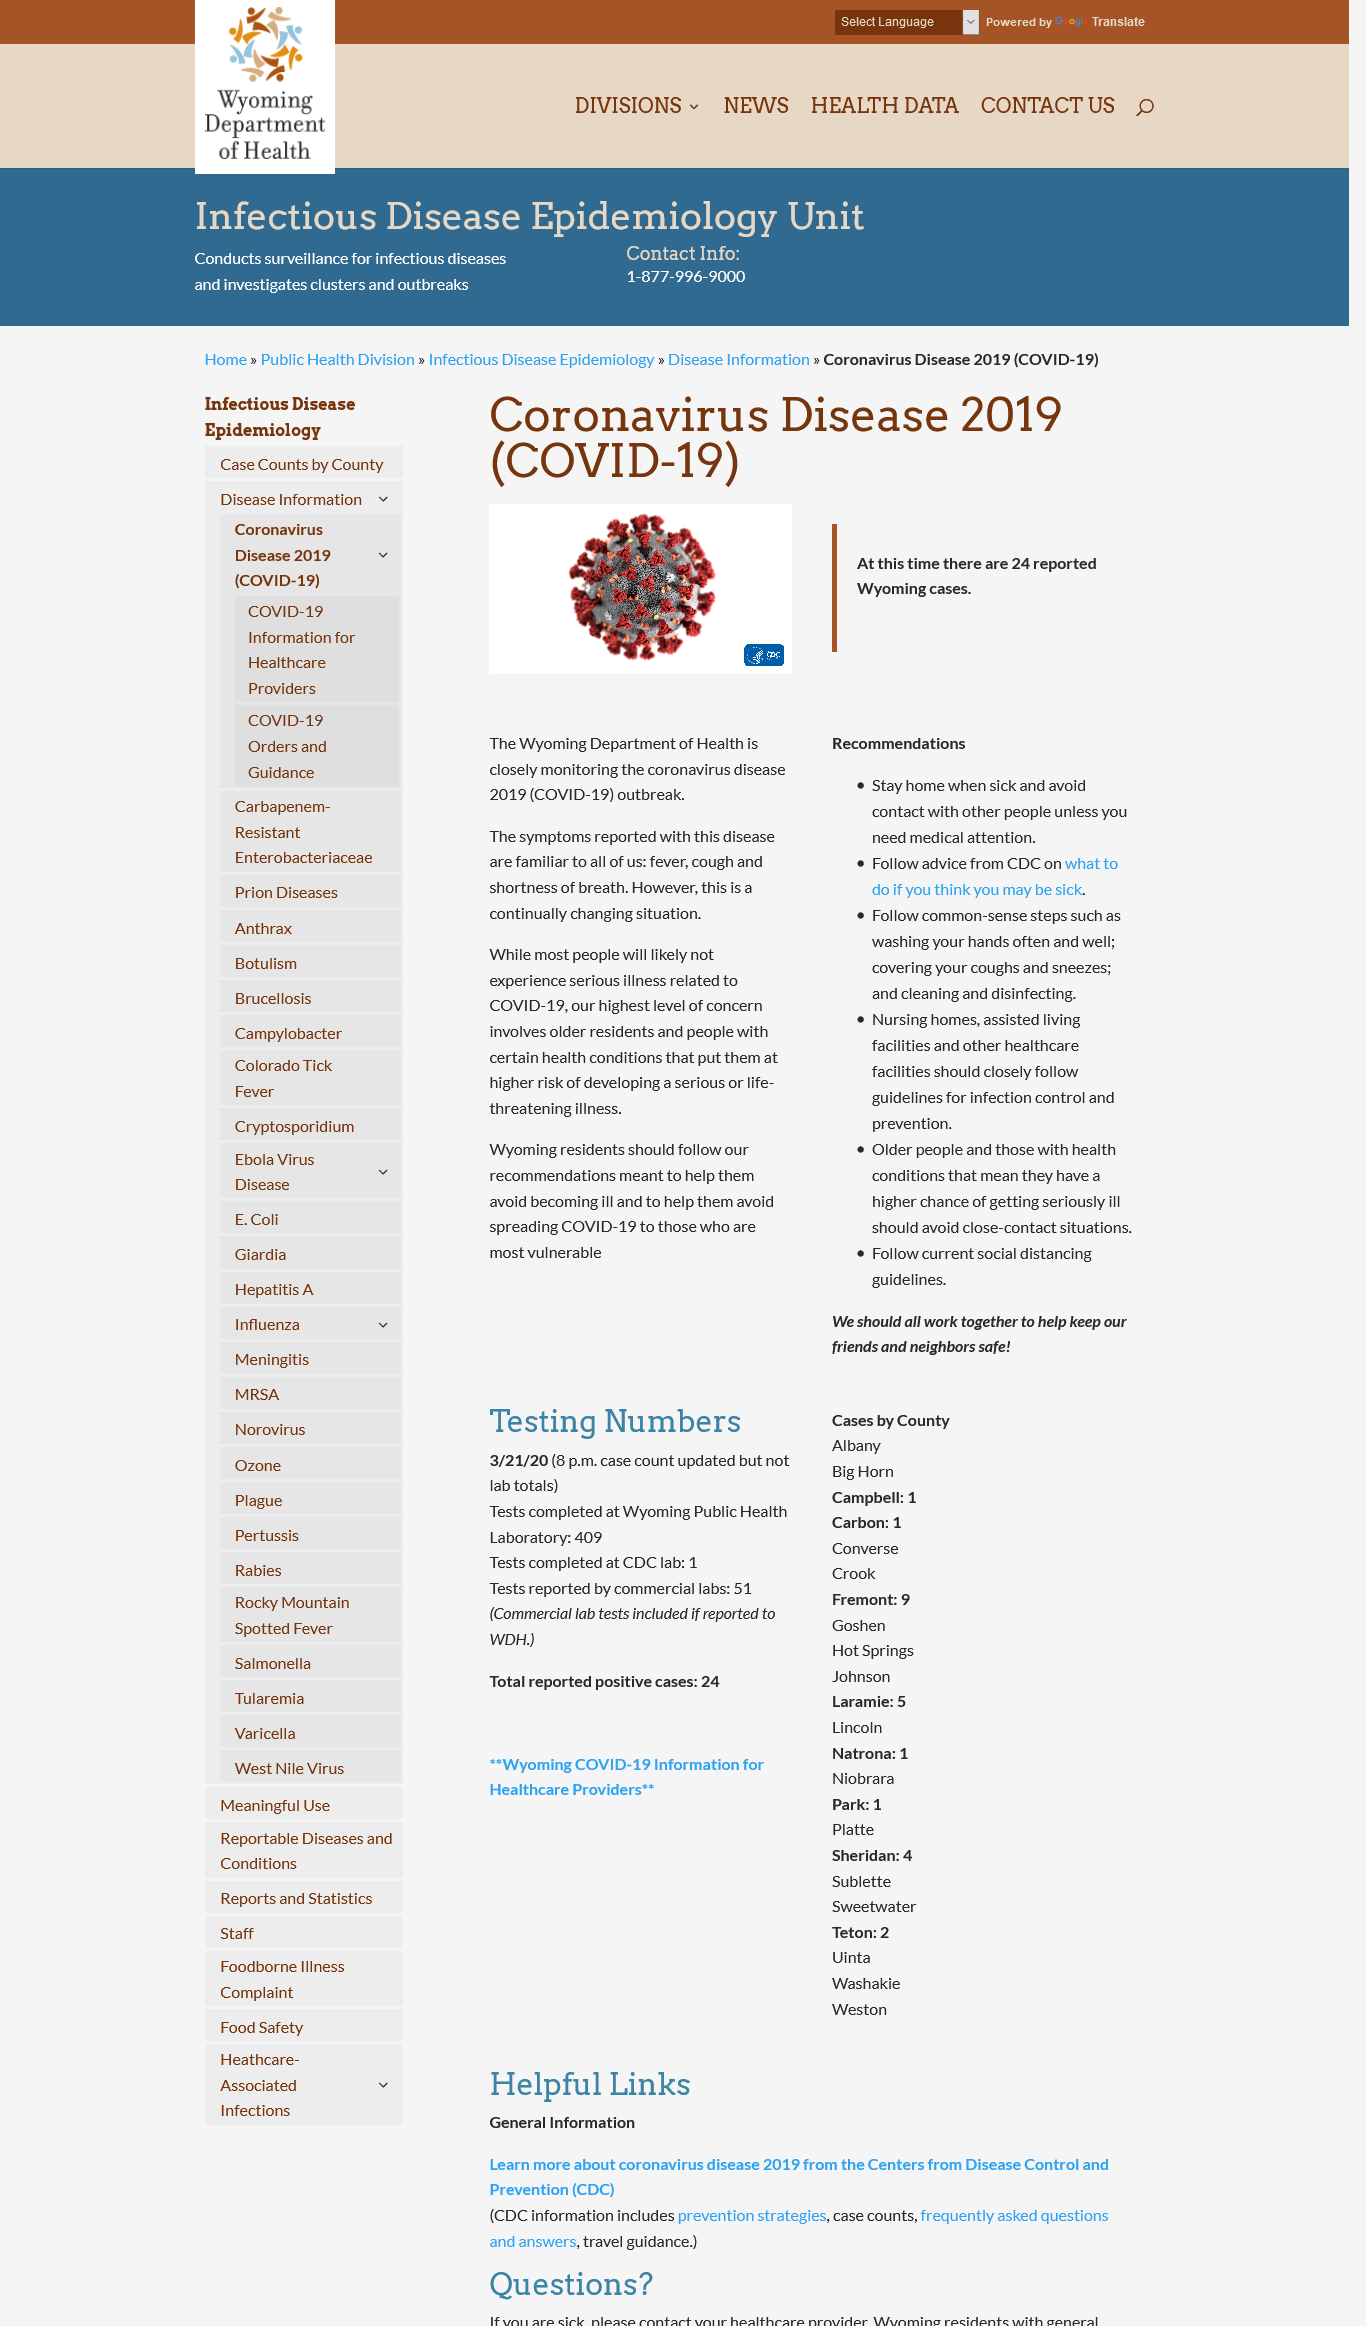 Select Language
Powered by Google Translate
Wyoming
Department
of Health
DIVISIONS
NEWS
HEALTH DATA
CONTACT US
Infectious Disease Epidemiology Unit
Conducts surveillance for infectious diseases
and investigates clusters and outbreaks
Contact Info:
1-877-996-9000
Home » Public Health Division » Infectious Disease Epidemiology » Disease Information » Coronavirus Disease 2019 (COVID-19)
Infectious Disease
Epidemiology
Case Counts by County
Disease Information
Coronavirus
Disease 2019
(COVID-19)
COVID-19
Information for
Healthcare
Providers
COVID-19
Orders and
Guidance
Carbapenem-
Resistant
Enterobacteriaceae
Prion Diseases
Anthrax
Botulism
Brucellosis
Campylobacter
Colorado Tick
Fever
Cryptosporidium
Ebola Virus
Disease
E. Coli
Giardia
Hepatitis A
Influenza
Meningitis
MRSA
Norovirus
Ozone
Plague
Pertussis
Rabies
Rocky Mountain
Spotted Fever
Salmonella
Tularemia
Varicella
West Nile Virus
Meaningful Use
Reportable Diseases and
Conditions
Reports and Statistics
Staff
Foodborne Illness
Complaint
Food Safety
Heathcare-
Associated
Infections
Coronavirus Disease 2019
(COVID-19)
CDC
At this time there are 24 reported
Wyoming cases.
The Wyoming Department of Health is
closely monitoring the coronavirus disease
2019 (COVID-19) outbreak.
The symptoms reported with this disease
are familiar to all of us: fever, cough and
shortness of breath. However, this is a
continually changing situation.
While most people will likely not
experience serious illness related to
COVID-19, our highest level of concern
involves older residents and people with
certain health conditions that put them at
higher risk of developing a serious or life-
threatening illness.
Wyoming residents should follow our
recommendations meant to help them
avoid becoming ill and to help them avoid
spreading COVID-19 to those who are
most vulnerable
Recommendations
Stay home when sick and avoid
contact with other people unless you
need medical attention.
Follow advice from CDC on what to
do if you think you may be sick.
Follow common-sense steps such as
washing your hands often and well;
covering your coughs and sneezes;
and cleaning and disinfecting.
Nursing homes, assisted living
facilities and other healthcare
facilities should closely follow
guidelines for infection control and
prevention.
Older people and those with health
conditions that mean they have a
higher chance of getting seriously ill
should avoid close-contact situations.
Follow current social distancing
guidelines.
We should all work together to help keep our
friends and neighbors safe!
Testing Numbers
3/21/20 (8 p.m. case count updated but not
lab totals)
Tests completed at Wyoming Public Health
Laboratory: 409
Tests completed at CDC lab: 1
Tests reported by commercial labs: 51
(Commercial lab tests included if reported to
WDH.)
Total reported positive cases: 24
**Wyoming COVID-19 Information for
Healthcare Providers**
Cases by County
Albany
Big Horn
Campbell: 1
Carbon: 1
Converse
Crook
Fremont: 9
Goshen
Hot Springs
Johnson
Laramie: 5
Lincoln
Natrona: 1
Niobrara
Park: 1
Platte
Sheridan: 4
Sublette
Sweetwater
Teton: 2
Uinta
Washakie
Weston
Helpful Links
General Information
Learn more about coronavirus disease 2019 from the Centers from Disease Control and
Prevention (CDC)
(CDC information includes prevention strategies, case counts, frequently asked questions
and answers, travel guidance.)
Questions?
If you are sick, please contact your healthcare provider. Wyoming residents with general